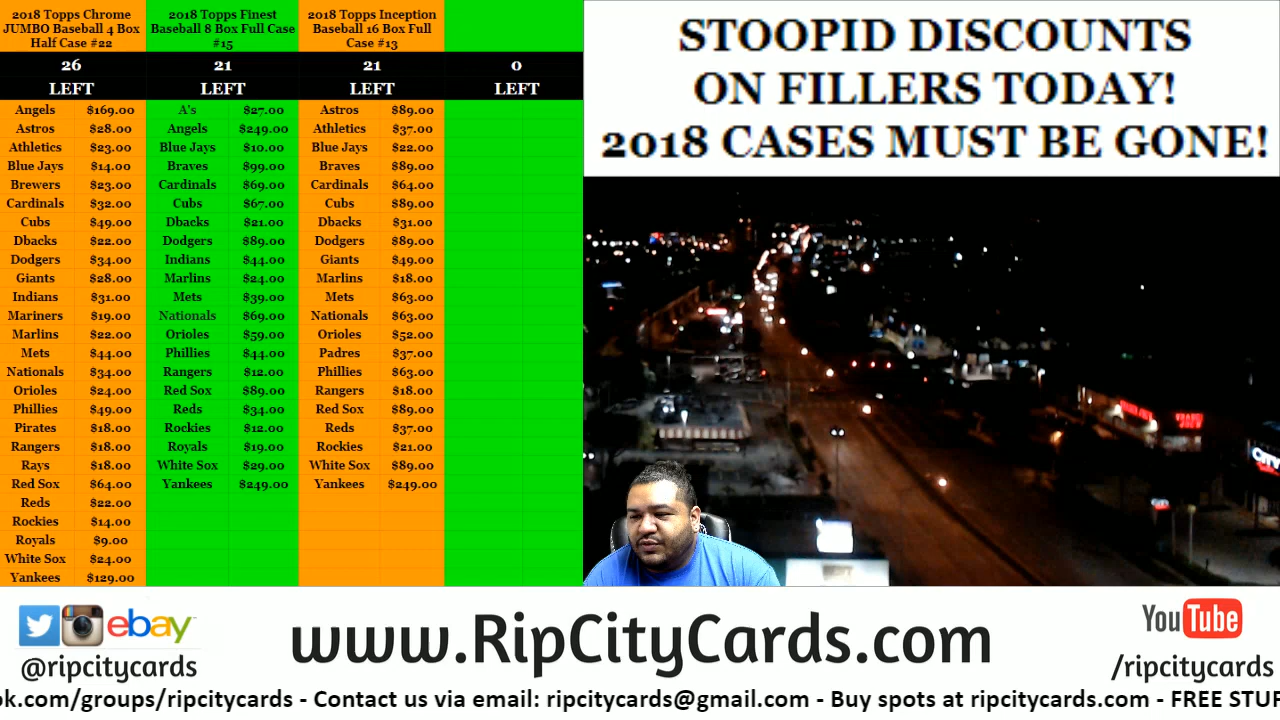 2018 Topps Chrome
JUMBO Baseball 4 Box
Half Case #22
26
LEFT
Angels $169.00
Astros $28.00
Athletics $23.00
Blue Jays $14.00
Brewers $23.00
Cardinals $32.00
Cubs $49.00
Dbacks $22.00
Dodgers $34.00
Giants $28.00
Indians $31.00
Mariners $19.00
Marlins $22.00
Mets $44.00
Nationals $34.00
Orioles $24.00
Phillies $49.00
Pirates $18.00
Rangers $18.00
Rays $18.00
Red Sox $64.00
Reds $22.00
Rockies $14.00
Royals $9.00
White Sox $24.00
Yankees $129.00
2018 Topps Finest
Baseball 8 Box Full Case
#15
21
LEFT
A's $27.00
Angels $249.00
Blue Jays $10.00
Braves $99.00
Cardinals $69.00
Cubs $67.00
Dbacks $21.00
Dodgers $89.00
Indians $44.00
Marlins $24.00
Mets $39.00
Nationals $69.00
Orioles $59.00
Phillies $44.00
Rangers $12.00
Red Sox $89.00
Reds $34.00
Rockies $12.00
Royals $19.00
White Sox $29.00
Yankees $249.00
2018 Topps Inception
Baseball 16 Box Full
Case #13
21
LEFT
Astros $89.00
Athletics $37.00
Blue Jays $22.00
Braves $89.00
Cardinals $64.00
Cubs $89.00
Dbacks $31.00
Dodgers $89.00
Giants $49.00
Marlins $18.00
Mets $63.00
Nationals $63.00
Orioles $52.00
Padres $37.00
Phillies $63.00
Rangers $18.00
Red Sox $89.00
Reds $37.00
Rockies $21.00
White Sox $89.00
Yankees $249.00
0
LEFT
STOOPID DISCOUNTS
ON FILLERS TODAY!
2018 CASES MUST BE GONE!
ebay
@ripcitycards
www.RipCityCards.com
YouTube
/ripcitycards
ok.com/groups/ripcitycards - Contact us via email: ripcitycards@gmail.com - Buy spots at ripcitycards.com - FREE STUF